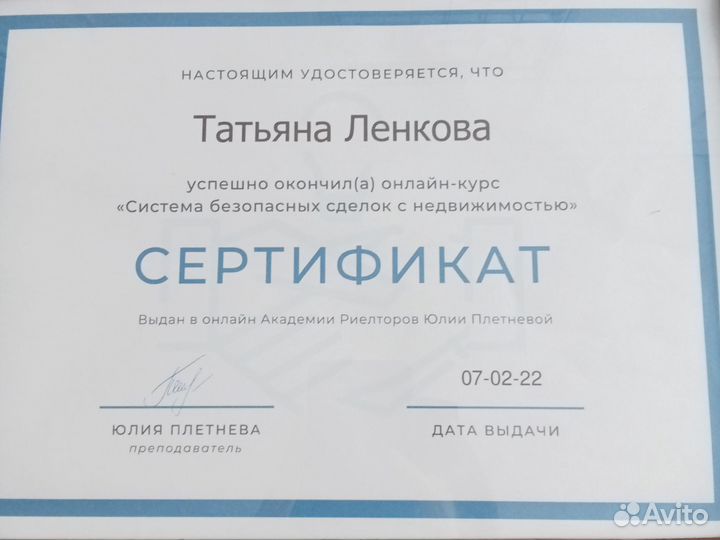 НАСТОЯЩИМ УДОСТОВЕРЯЕТСЯ, ЧТО
Татьяна Ленкова
успешно окончил(а) онлайн-курс
«Система безопасных сделок с недвижимостью»
СЕРТИФИКАТ
Выдан в онлайн Академии Риелторов Юлии Плетневой
07-02-22
ЮЛИЯ ПЛЕТНЕВА
ДАТА ВЫДАЧИ
преподаватель
Avito